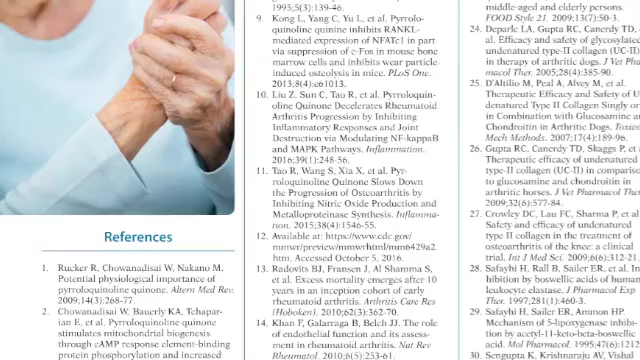 References
1. Rucker R, Chowanadisai W, Nakano M.
Potential physiological importance of
pyrroloquinoline quinone. Altern Med Rev.
2009;14(3):268-77.
2. Chowanadisai W, Bauerly KA, Tchapar-
ian E, et al. Pyrroloquinoline quinone
stimulates mitochondrial biogenesis
through cAMP response element-binding
protein phosphorylation and increased
1995;5(3):139-46.
9. Kong L, Yang C, Yu L, et al. Pyrrolo-
quinoline quinine inhibits RANKL-
mediated expression of NFATc1 in part
via suppression of c-Fos in mouse bone
marrow cells and inhibits wear particle-
induced osteolysis in mice. PLoS One.
2013;8(4):e61013.
10. Liu Z, Sun C, Tao R, et al. Pyrroloquin-
oline Quinone Decelerates Rheumatoid
Arthritis Progression by Inhibiting
Inflammatory Responses and Joint
Destruction via Modulating NF-kappaB
and MAPK Pathways. Inflammation.
2016;39(1):248-56.
11. Tao R, Wang S, Xia X, et al. Pyr-
roloquinoline Quinone Slows Down
the Progression of Osteoarthritis by
Inhibiting Nitric Oxide Production and
Metalloproteinase Synthesis. Inflamma-
tion. 2015;38(4):1546-55.
12. Available at: https://www.cdc.gov/
mmwr/preview/mmwrhtml/mm6429a2.
htm. Accessed October 5, 2016.
13. Radovits BJ, Fransen J, Al Shamma S,
et al. Excess mortality emerges after 10
years in an inception cohort of early
rheumatoid arthritis. Arthritis Care Res
(Hoboken). 2010;62(3):362-70.
14. Khan F, Galarraga B, Belch JJ. The role
of endothelial function and its assess-
ment in rheumatoid arthritis. Nat Rev
Rheumatol. 2010;6(5):253-61.
middle-aged and elderly persons.
FOOD Style 21. 2009;13(7):50-3.
24. Deparle LA, Gupta RC, Canerdy TD,
al. Efficacy and safety of glycosylated
undenatured type-II collagen (UC-II)
in therapy of arthritic dogs. J Vet Pha
macol Ther. 2005;28(4):385-90.
25. D'Altilio M, Peal A, Alvey M, et al.
Therapeutic Efficacy and Safety of U
denatured Type II Collagen Singly or
in Combination with Glucosamine a
Chondroitin in Arthritic Dogs. Toxico
Mech Methods. 2007;17(4):189-96.
26. Gupta RC, Canerdy TD, Skaggs P, et a
Therapeutic efficacy of undenatured
type-II collagen (UC-II) in compariso
to glucosamine and chondroitin in
arthritic horses. J Vet Pharmacol Ther
2009;32(6):577-84.
27. Crowley DC, Lau FC, Sharma P, et al
Safety and efficacy of undenatured
type II collagen in the treatment of
osteoarthritis of the knee: a clinical
trial. Int J Med Sci. 2009;6(6):312-21.
28. Safayhi H, Rall B, Sailer ER, et al. In
hibition by boswellic acids of human
leukocyte elastase. J Pharmacol Exp
Ther. 1997;281(1):460-3.
29. Safayhi H, Sailer ER, Ammon HP.
Mechanism of 5-lipoxygenase inhibi
tion by acetyl-11-keto-beta-boswellic
acid. Mol Pharmacol. 1995;47(6):1212
30. Sengupta K, Krishnaraju AV, Vishal